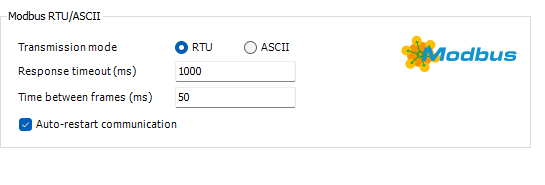 Modbus RTU/ASCII
Transmission mode RTU ASCII
Response timeout (ms) 1000
Time between frames (ms) 50
Auto-restart communication
Modbus